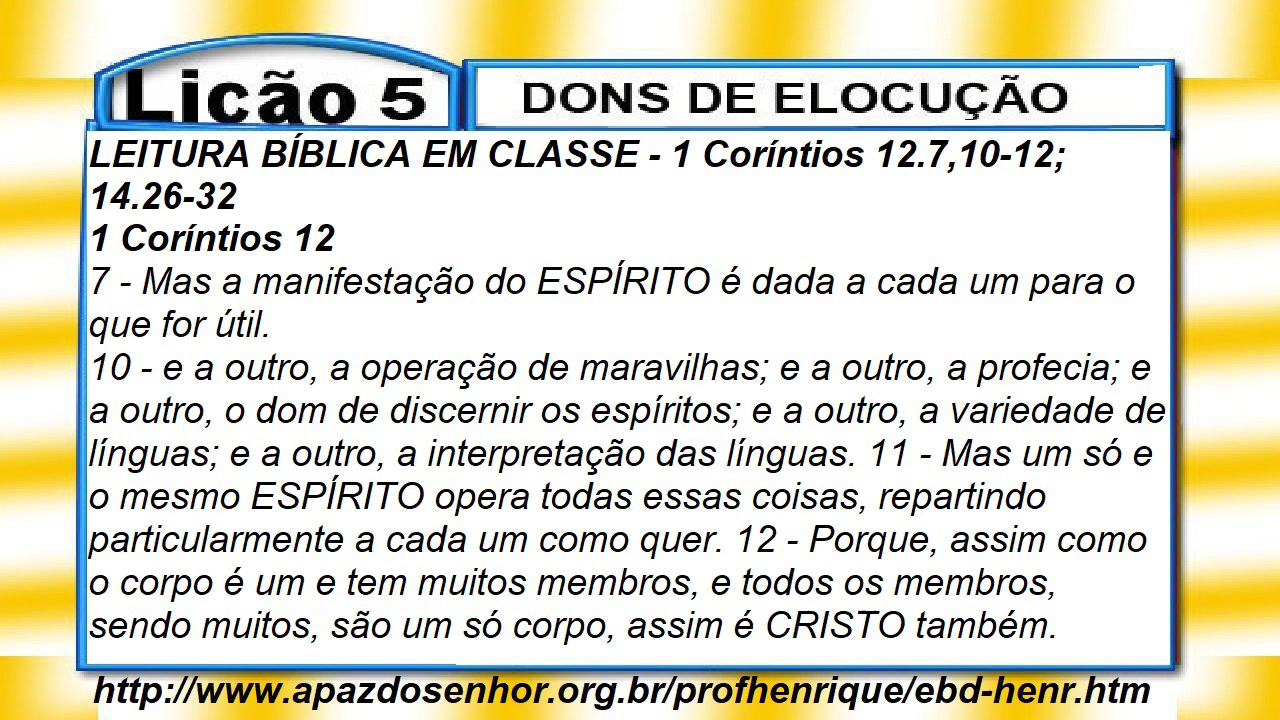 Lição 5
DONS DE ELOCUÇÃO
LEITURA BÍBLICA EM CLASSE - 1 Coríntios 12.7,10-12;
14.26-32
1 Coríntios 12
7 - Mas a manifestação do ESPÍRITO é dada a cada um para o
que for útil.
10 - e a outro, a operação de maravilhas; e a outro, a profecia; e
a outro, o dom de discernir os espíritos; e a outro, a variedade de
línguas; e a outro, a interpretação das línguas. 11 - Mas um só e
o mesmo ESPÍRITO opera todas essas coisas, repartindo
particularmente a cada um como quer. 12 - Porque, assim como
o corpo é um e tem muitos membros, e todos os membros,
sendo muitos, são um só corpo, assim é CRISTO também.
http://www.apazdosenhor.org.br/profhenrique/ebd-henr.htm